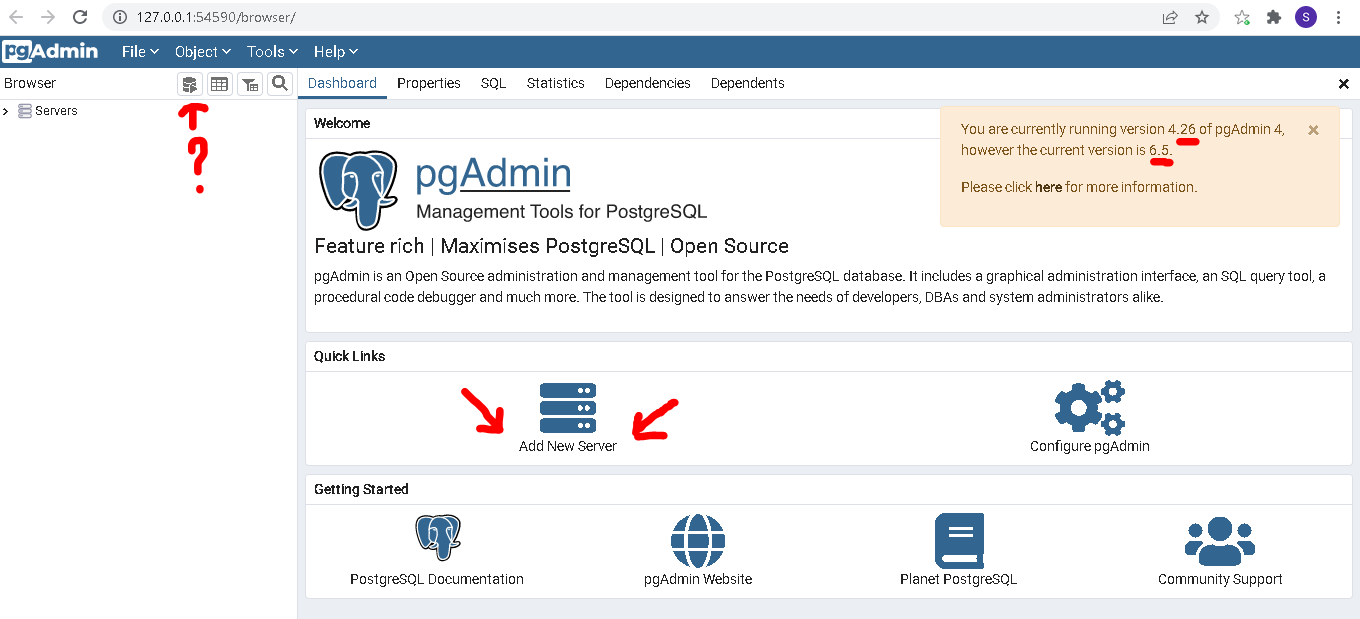 127.0.0.1:54590/browser/
S
pgAdmin File Object Tools Help
Browser
Dashboard Properties SQL Statistics Dependencies Dependents
Servers
?
Welcome
You are currently running version 4.26 of pgAdmin 4,
however the current version is 6.5.
Please click here for more information.
pgAdmin
Management Tools for PostgreSQL
Feature rich | Maximises PostgreSQL | Open Source
pgAdmin is an Open Source administration and management tool for the PostgreSQL database. It includes a graphical administration interface, an SQL query tool, a
procedural code debugger and much more. The tool is designed to answer the needs of developers, DBAs and system administrators alike.
Quick Links
Add New Server
Configure pgAdmin
Getting Started
PostgreSQL Documentation
pgAdmin Website
Planet PostgreSQL
Community Support